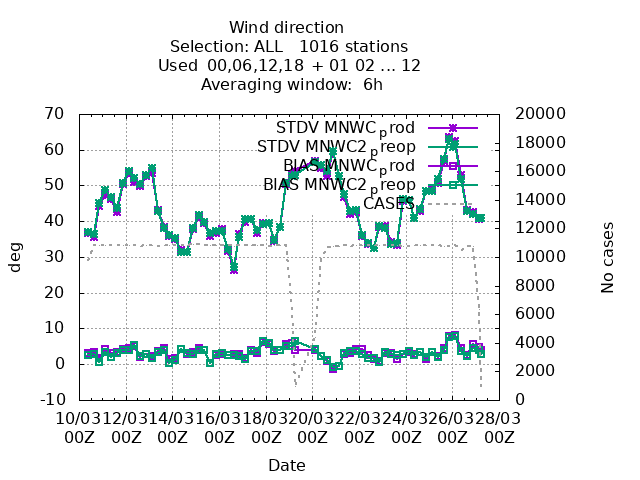 Wind direction
Selection: ALL   1016 stations
Used  00,06,12,18 + 01 02 ... 12
Averaging window:  6h
STDV MNWC_prod
STDV MNWC2_preop
BIAS MNWC_prod
BIAS MNWC2_preop
CASES
70
60
50
40
30
20
10
0
-10
deg
20000
18000
16000
14000
12000
10000
8000
6000
4000
2000
0
No cases
10/03 12/03 14/03 16/03 18/03 20/03 22/03 24/03 26/03 28/03
00Z 00Z 00Z 00Z 00Z 00Z 00Z 00Z 00Z 00Z
Date